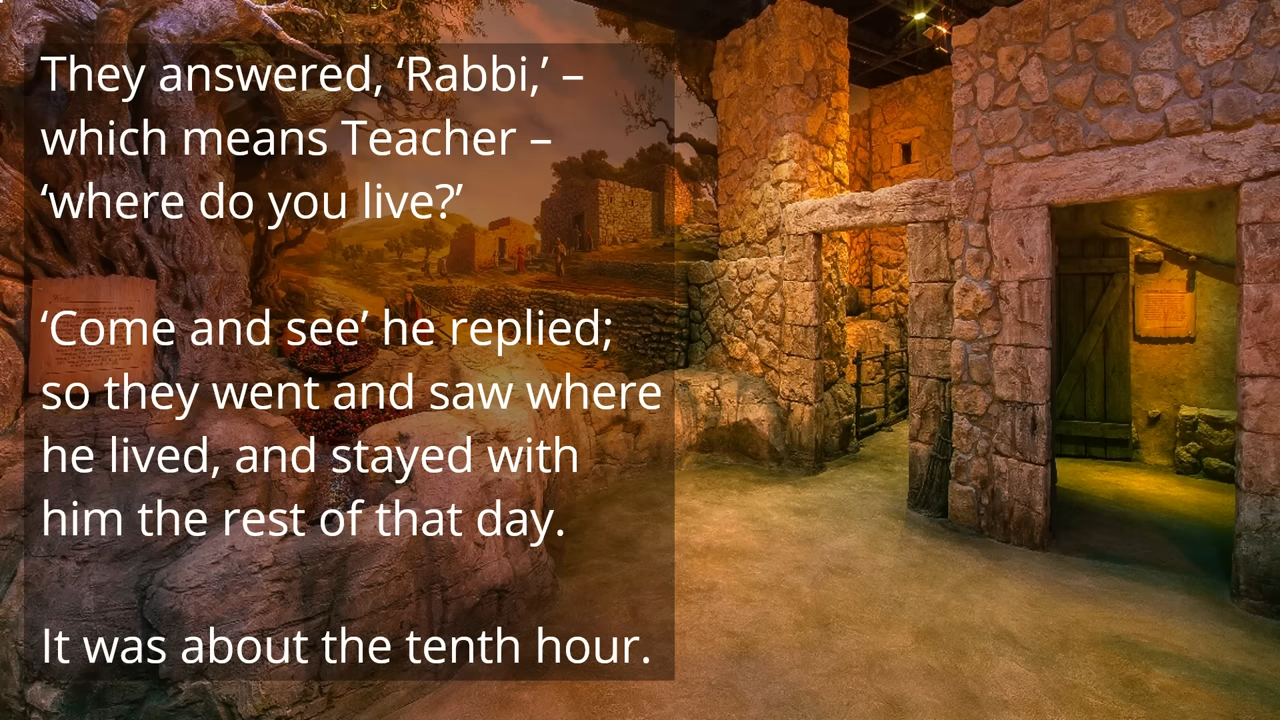 They answered, ‘Rabbi,’ –
which means Teacher –
‘where do you live?’
‘Come and see’ he replied;
so they went and saw where
he lived, and stayed with
him the rest of that day.
It was about the tenth hour.